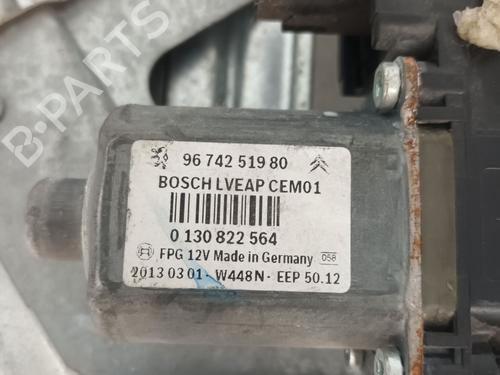 B-PARTS
96 742 519 80
BOSCH LVEAP CEM01
0 130 822 564
FPG 12V Made in Germany 058
2013 03 01 - W448N - EEP 50.12